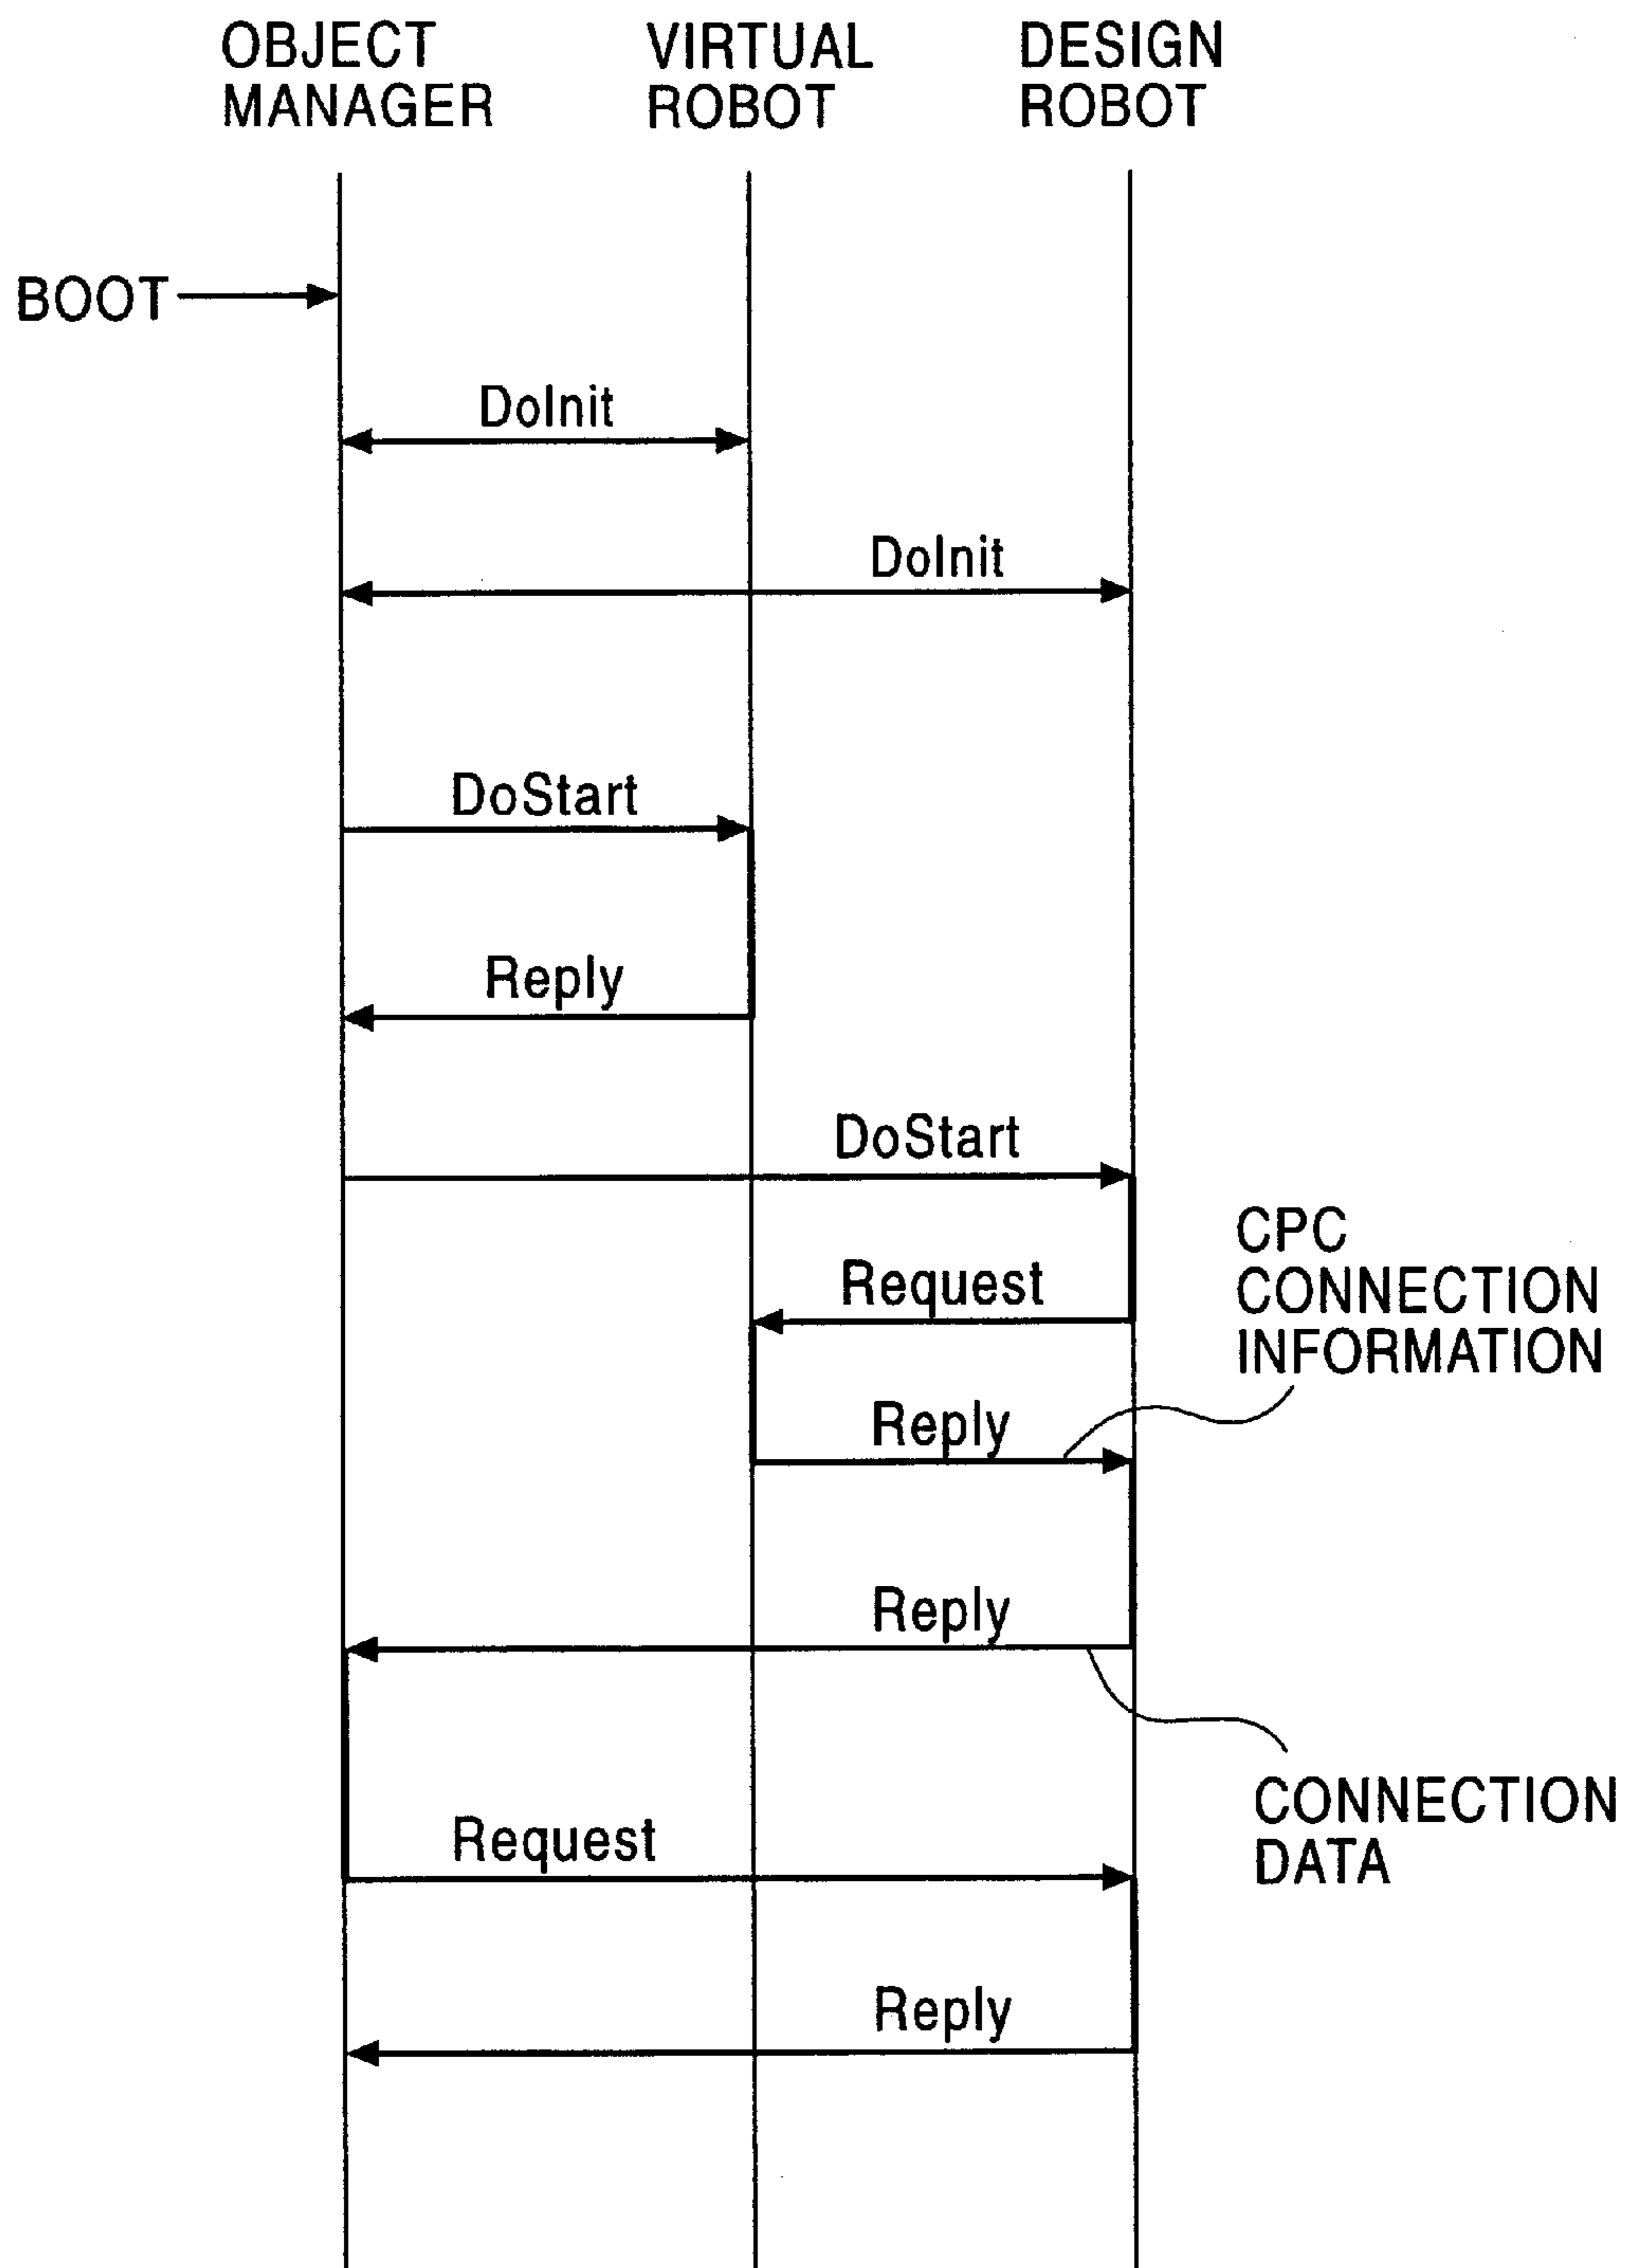 OBJECT
MANAGER
VIRTUAL
ROBOT
DESIGN
ROBOT
BOOT
DoInit
DoInit
DoStart
Reply
DoStart
CPC
CONNECTION
INFORMATION
Request
Reply
Reply
CONNECTION
DATA
Request
Reply